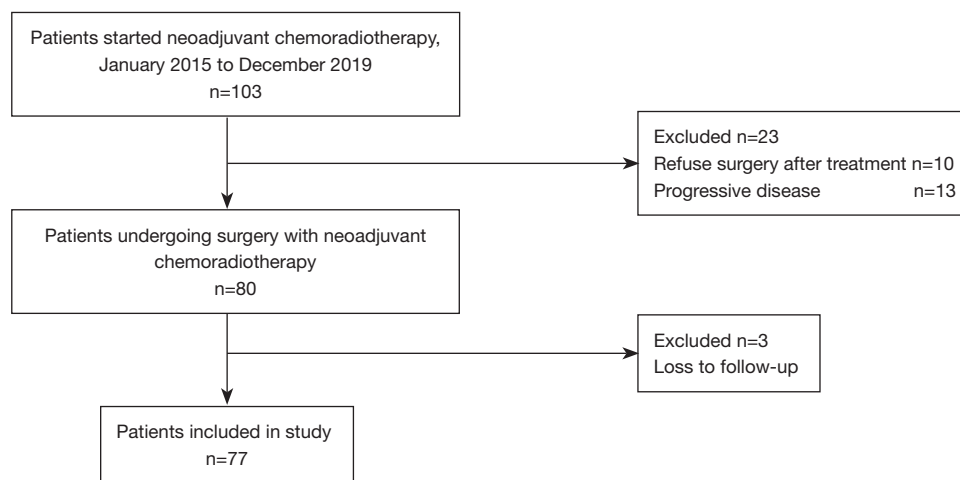 Patients started neoadjuvant chemoradiotherapy,
January 2015 to December 2019
n=103
Excluded n=23
Refuse surgery after treatment n=10
Progressive disease n=13
Patients undergoing surgery with neoadjuvant
chemoradiotherapy
n=80
Excluded n=3
Loss to follow-up
Patients included in study
n=77